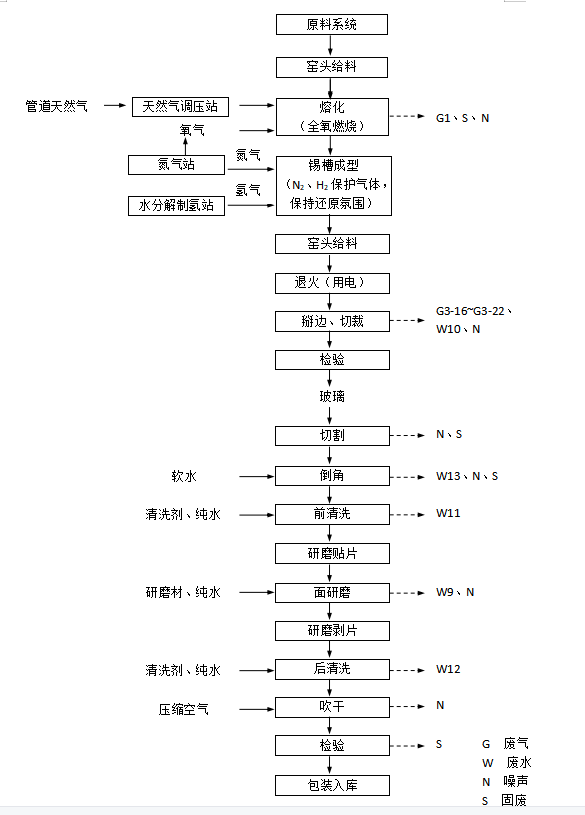 原料系统
窑头给料
管道天然气
天然气调压站
熔化
（全氧燃烧）
G1、S、N
氧气
氮气站
氮气
锡槽成型
（N2、H2保护气体，
保持还原氛围）
氢气
水分解制氢站
窑头给料
退火（用电）
掰边、切裁
G3-16~G3-22、
W10、N
检验
玻璃
切割
N、S
软水
倒角
W13、N、S
清洗剂、纯水
前清洗
W11
研磨贴片
研磨材、纯水
面研磨
W9、N
研磨剥片
清洗剂、纯水
后清洗
W12
压缩空气
吹干
N
检验
S
包装入库
G 废气
W 废水
N 噪声
S 固废